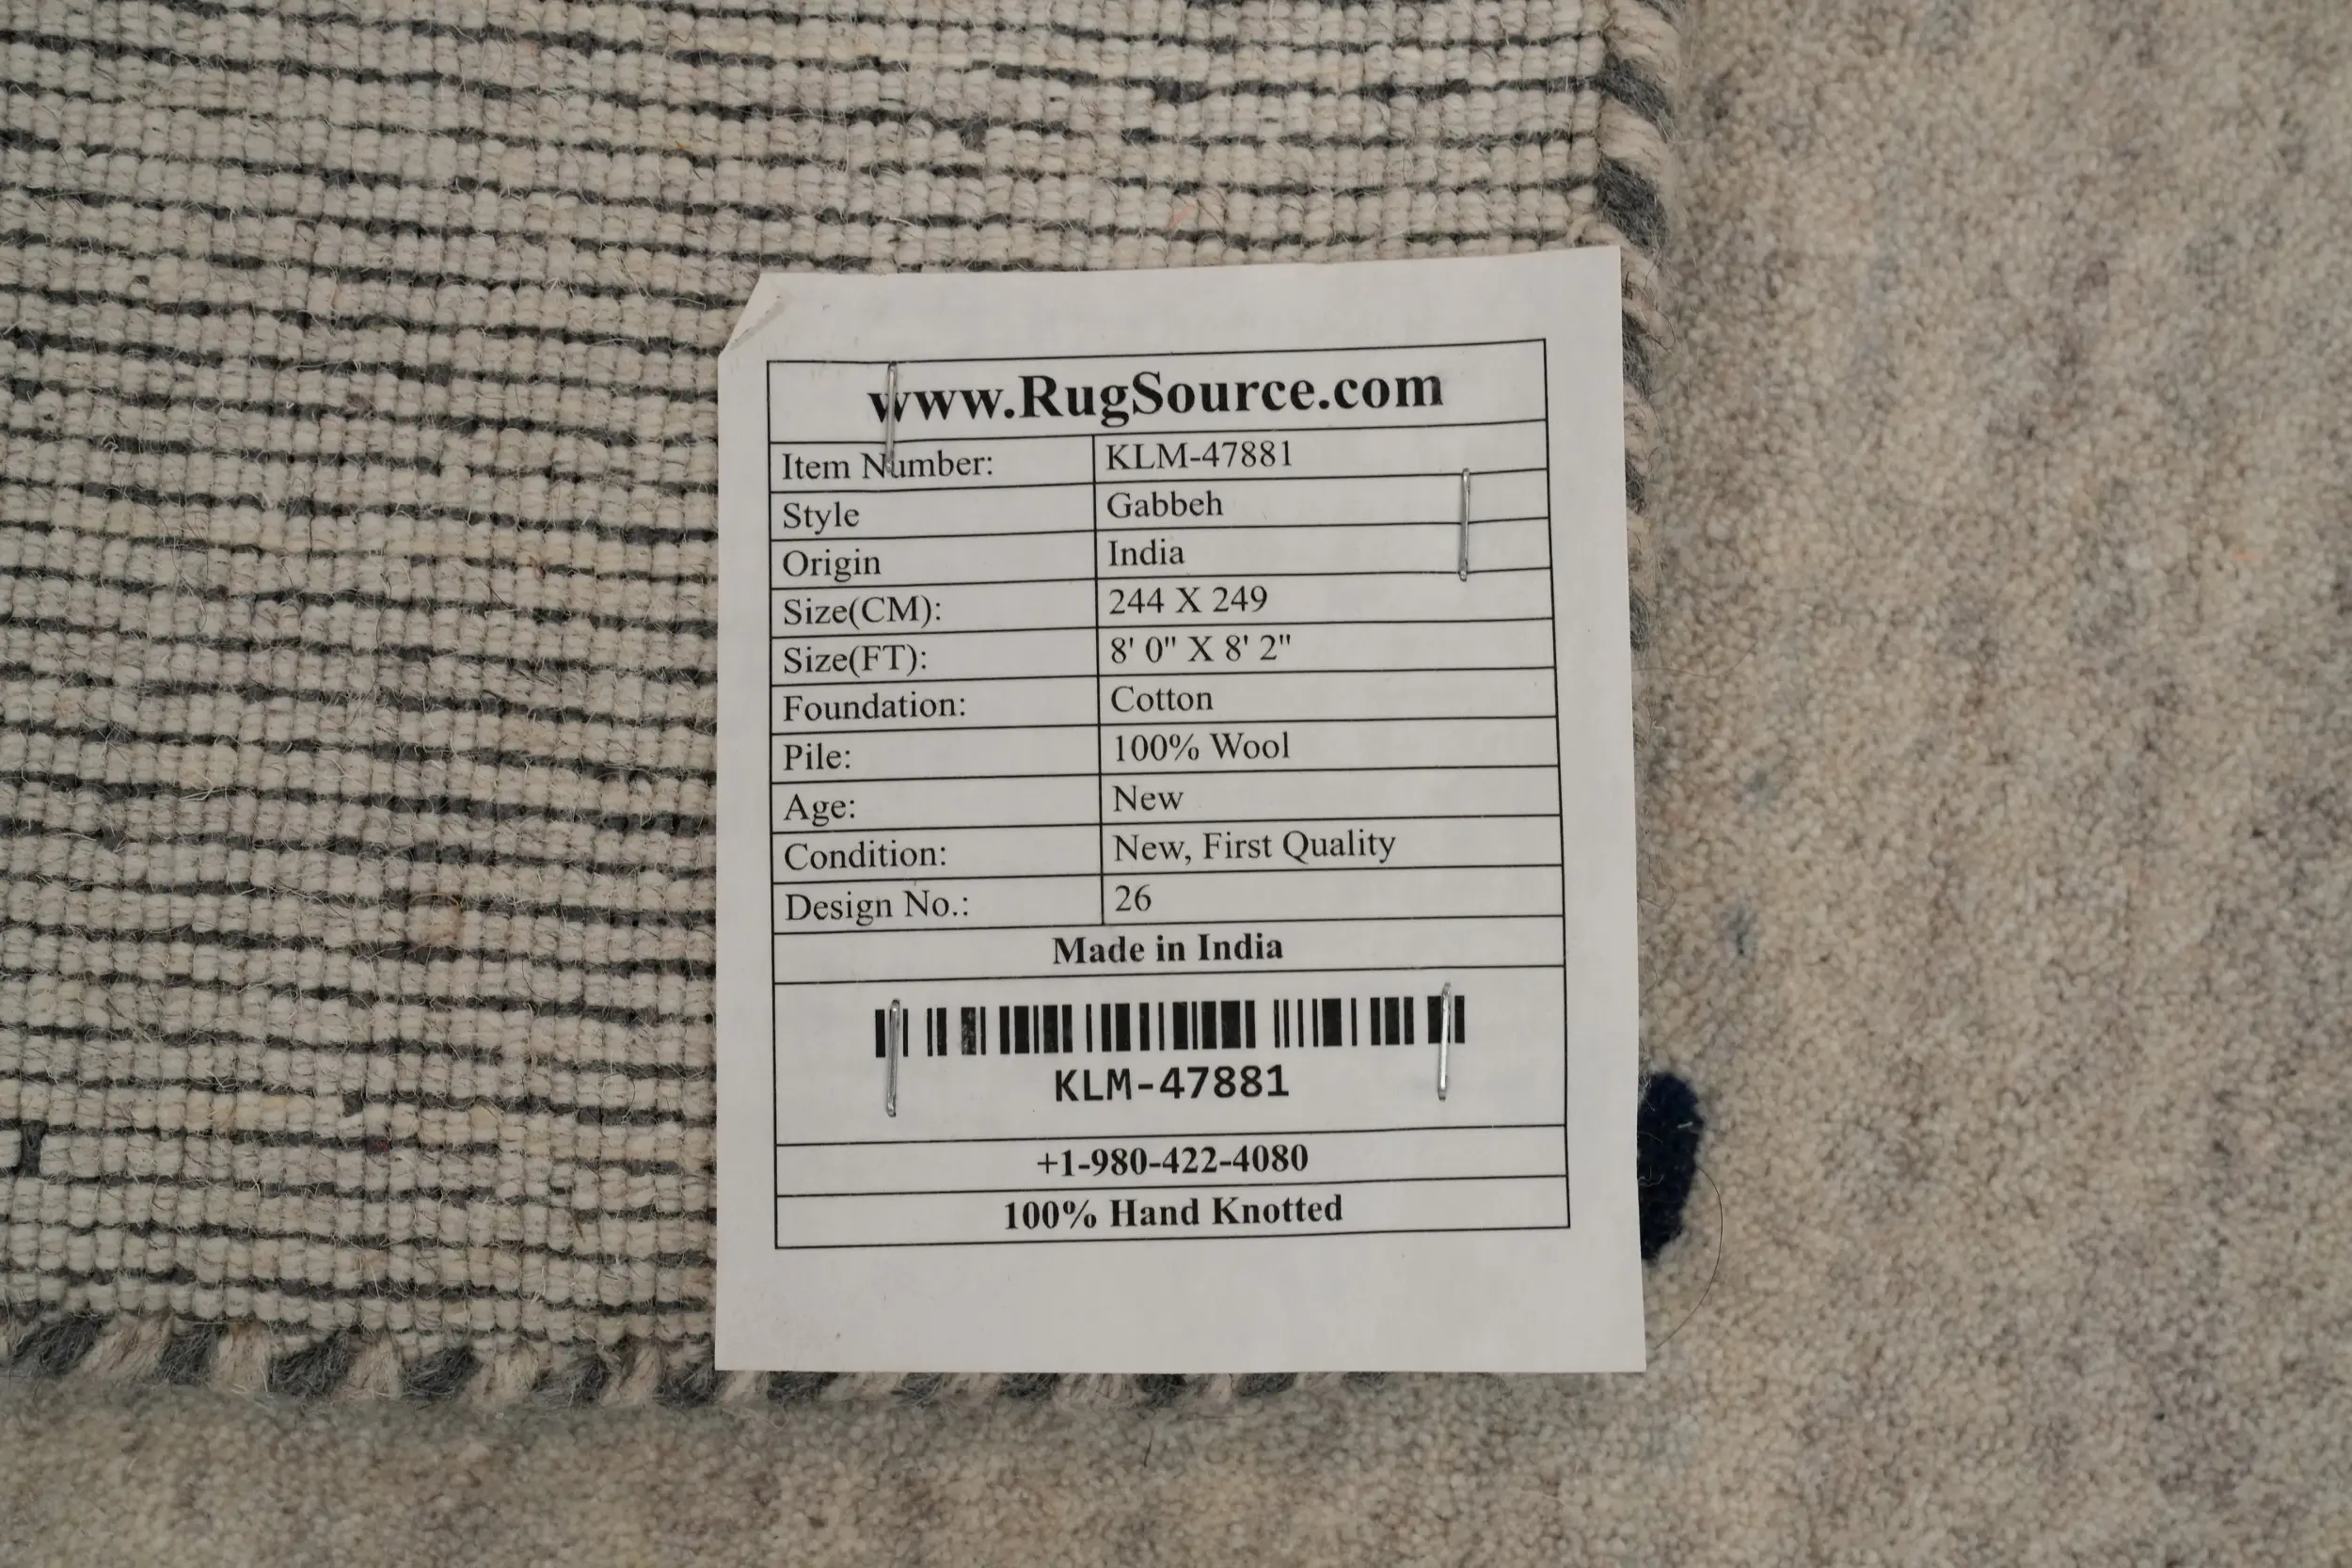 www.RugSource.com
Item Number: KLM-47881
Style Gabbeh
Origin India
Size(CM): 244 X 249
Size(FT): 8' 0" X 8' 2"
Foundation: Cotton
Pile: 100% Wool
Age: New
Condition: New, First Quality
Design No.: 26
Made in India
KLM-47881
+1-980-422-4080
100% Hand Knotted